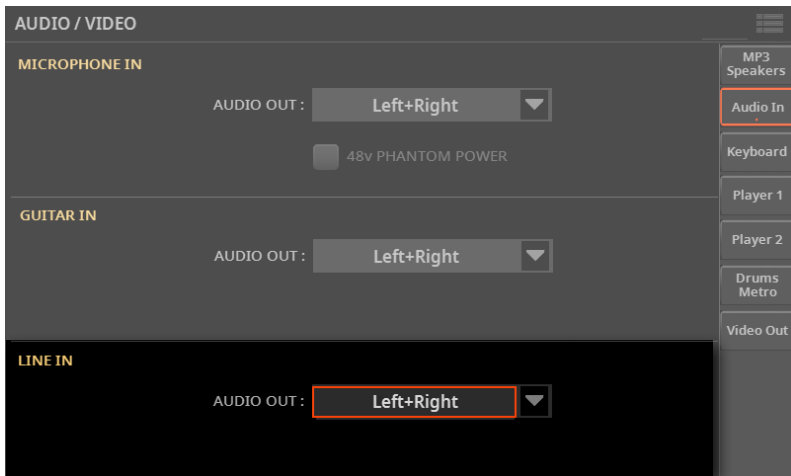 AUDIO / VIDEO
MICROPHONE IN
AUDIO OUT :
Left+Right
48v PHANTOM POWER
GUITAR IN
AUDIO OUT :
Left+Right
LINE IN
AUDIO OUT :
Left+Right
MP3
Speakers
Audio In
Keyboard
Player 1
Player 2
Drums
Metro
Video Out